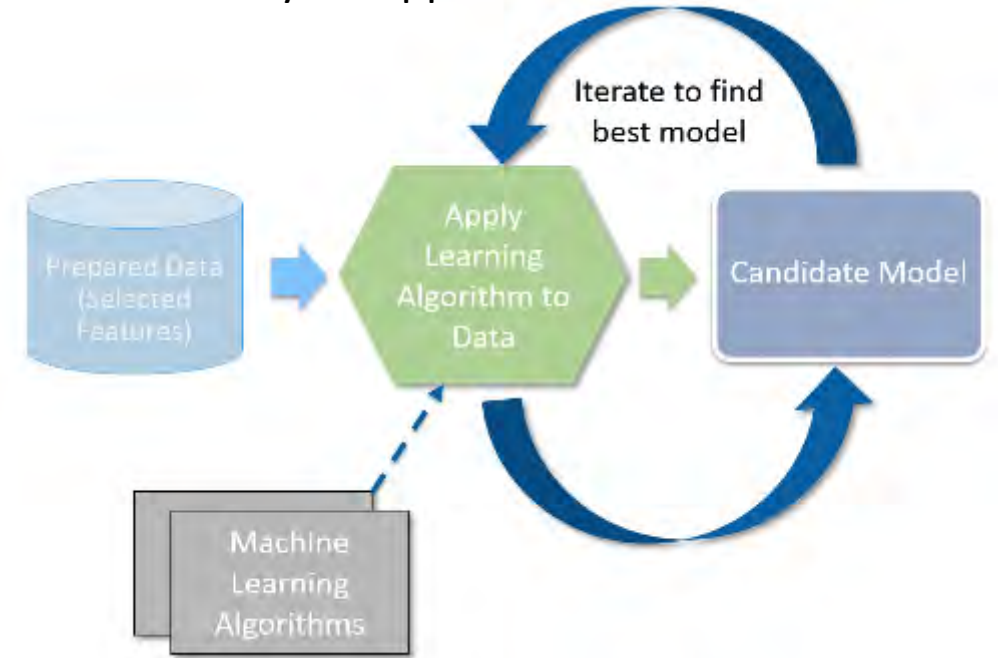 Iterate to find
best model
Prepared Data
(Selected
Features)
Apply
Learning
Algorithm to
Data
Candidate Model
Machine
Learning
Algorithms